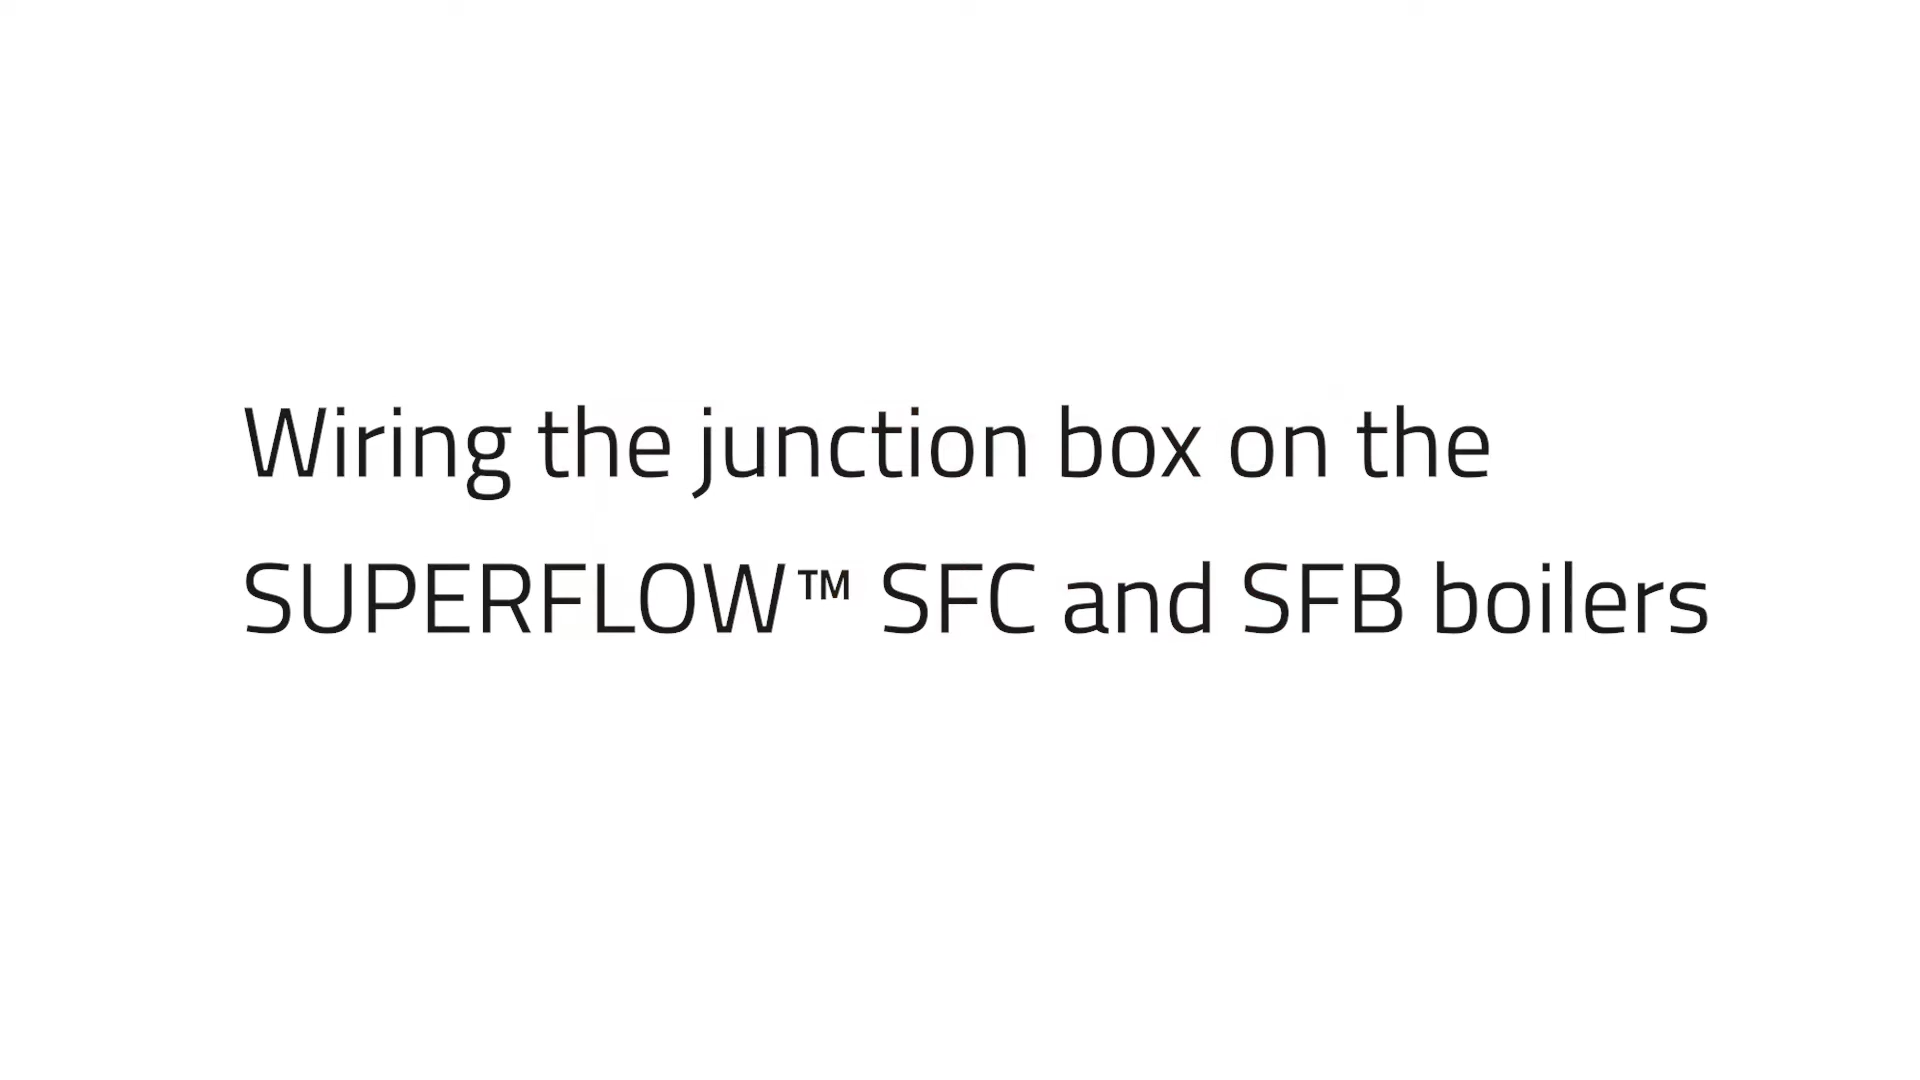 Wiring the junction box on the
SUPERFLOW™ SFC and SFB boilers